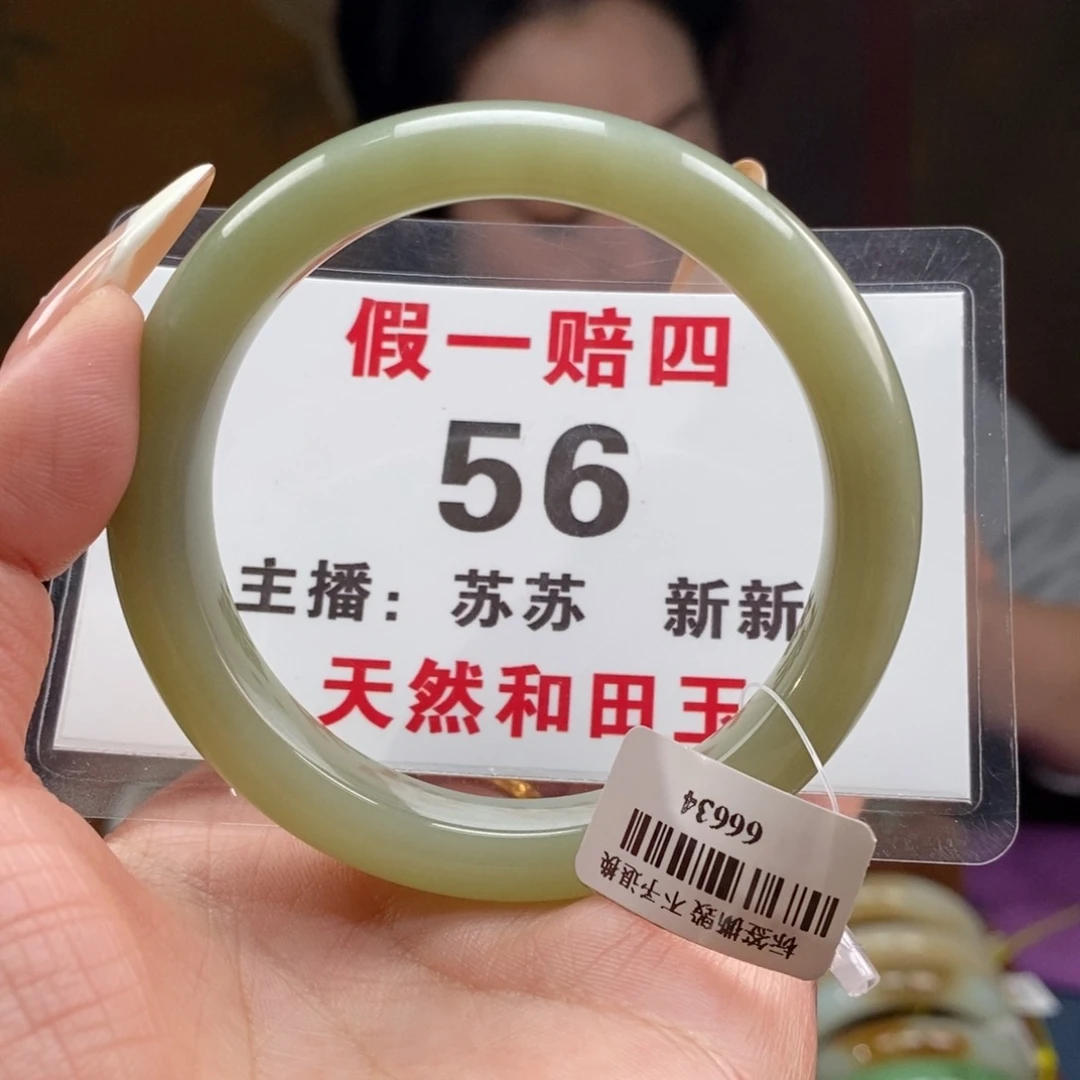 假一赔四
56
主播：苏苏 新新
天然和田玉
66634
标签撕毁 不予退换